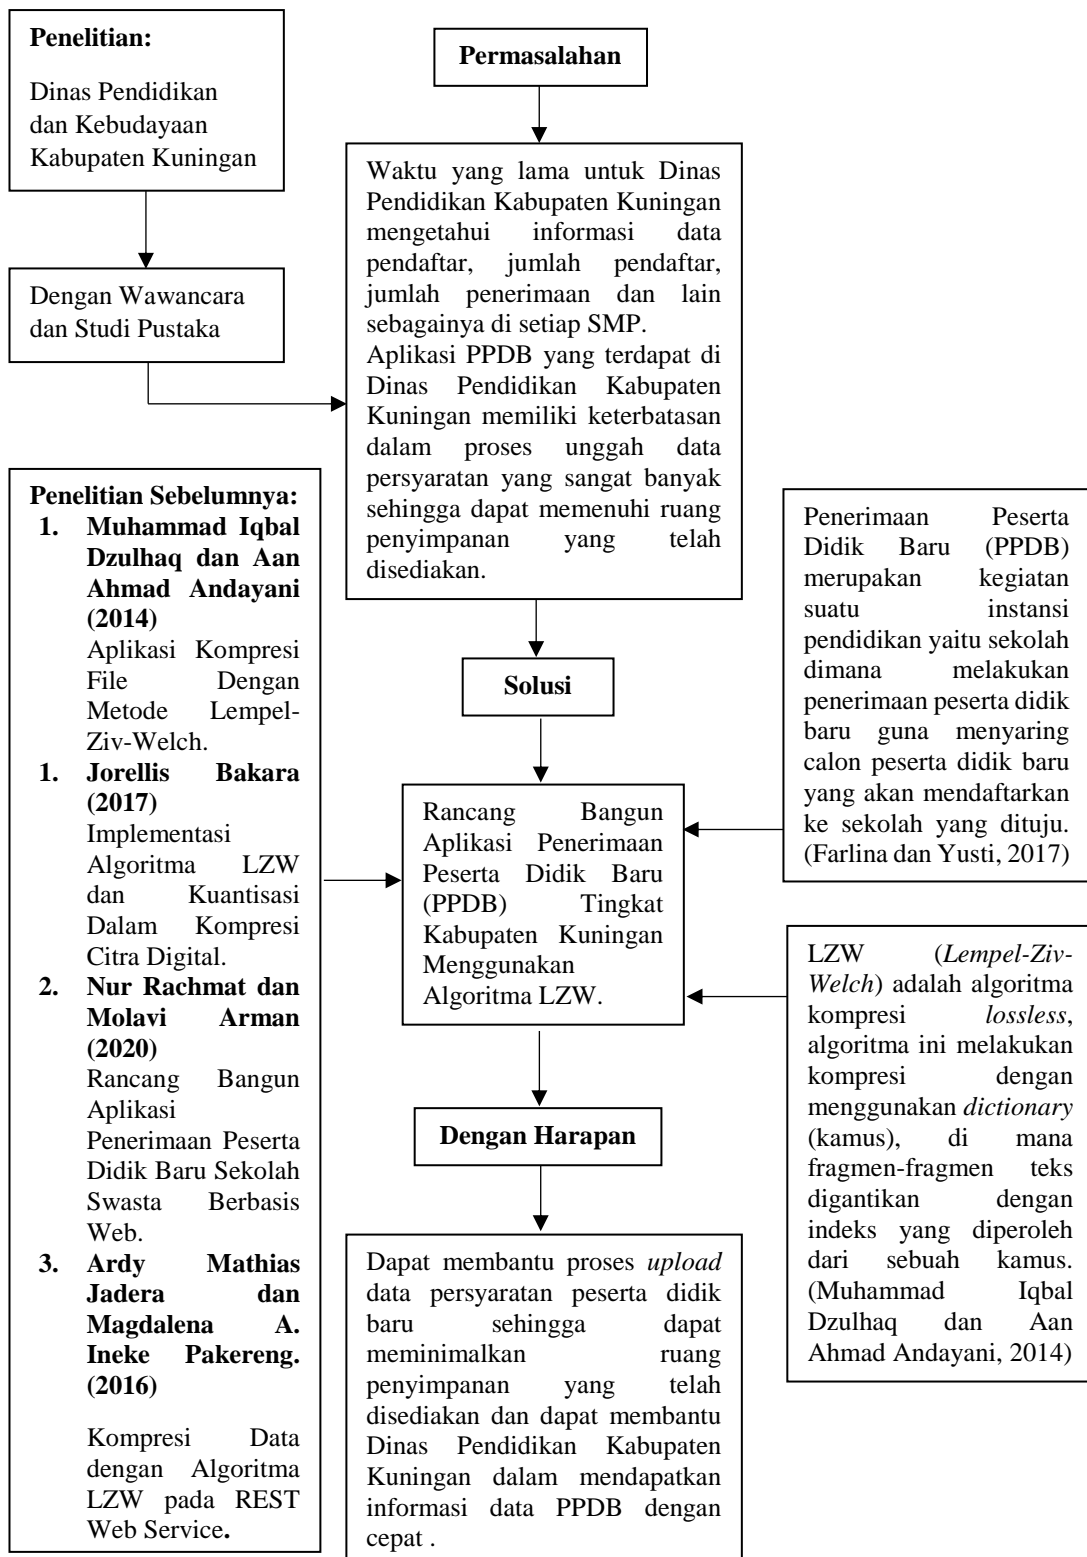 Penelitian:
Dinas Pendidikan
dan Kebudayaan
Kabupaten Kuningan
Dengan Wawancara
dan Studi Pustaka
Permasalahan
Waktu yang lama untuk Dinas
Pendidikan Kabupaten Kuningan
mengetahui informasi data
pendaftar, jumlah pendaftar,
jumlah penerimaan dan lain
sebagainya di setiap SMP.
Aplikasi PPDB yang terdapat di
Dinas Pendidikan Kabupaten
Kuningan memiliki keterbatasan
dalam proses unggah data
persyaratan yang sangat banyak
sehingga dapat memenuhi ruang
penyimpanan yang telah
disediakan.
Penelitian Sebelumnya:
1. Muhammad Iqbal
Dzulhaq dan Aan
Ahmad Andayani
(2014)
Aplikasi Kompresi
File Dengan
Metode Lempel-
Ziv-Welch.
1. Jorellis Bakara
(2017)
Implementasi
Algoritma LZW
dan Kuantisasi
Dalam Kompresi
Citra Digital.
2. Nur Rachmat dan
Molavi Arman
(2020)
Rancang Bangun
Aplikasi
Penerimaan Peserta
Didik Baru Sekolah
Swasta Berbasis
Web.
3. Ardy Mathias
Jadera dan
Magdalena A.
Ineke Pakereng.
(2016)
Kompresi Data
dengan Algoritma
LZW pada REST
Web Service.
Solusi
Rancang Bangun
Aplikasi Penerimaan
Peserta Didik Baru
(PPDB) Tingkat
Kabupaten Kuningan
Menggunakan
Algoritma LZW.
Dengan Harapan
Dapat membantu proses upload
data persyaratan peserta didik
baru sehingga dapat
meminimalkan ruang
penyimpanan yang telah
disediakan dan dapat membantu
Dinas Pendidikan Kabupaten
Kuningan dalam mendapatkan
informasi data PPDB dengan
cepat .
Penerimaan Peserta
Didik Baru (PPDB)
merupakan kegiatan
suatu instansi
pendidikan yaitu sekolah
dimana melakukan
penerimaan peserta didik
baru guna menyaring
calon peserta didik baru
yang akan mendaftarkan
ke sekolah yang dituju.
(Farlina dan Yusti, 2017)
LZW (Lempel-Ziv-
Welch) adalah algoritma
kompresi lossless,
algoritma ini melakukan
kompresi dengan
menggunakan dictionary
(kamus), di mana
fragmen-fragmen teks
digantikan dengan
indeks yang diperoleh
dari sebuah kamus.
(Muhammad Iqbal
Dzulhaq dan Aan
Ahmad Andayani, 2014)